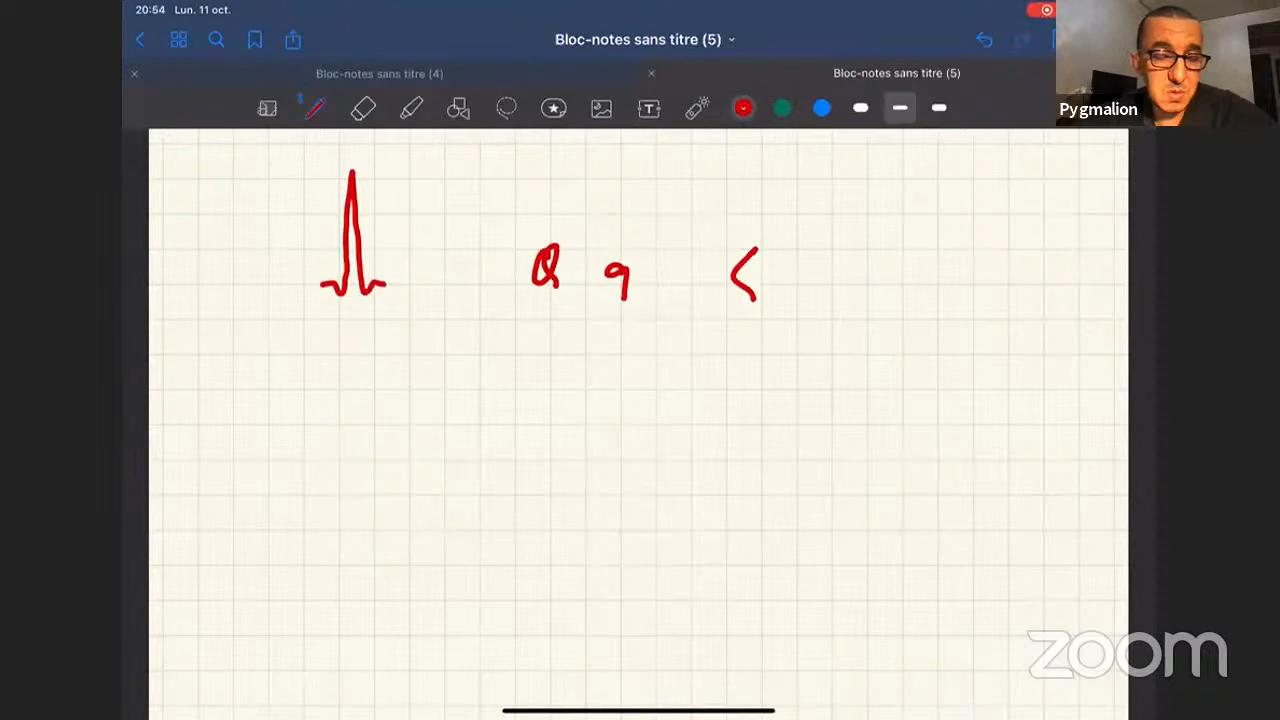 20:54 Lun. 11 oct.
Bloc-notes sans titre (5)
Bloc-notes sans titre (4)
Bloc-notes sans titre (5)
Pygmalion
Q q <
zoom